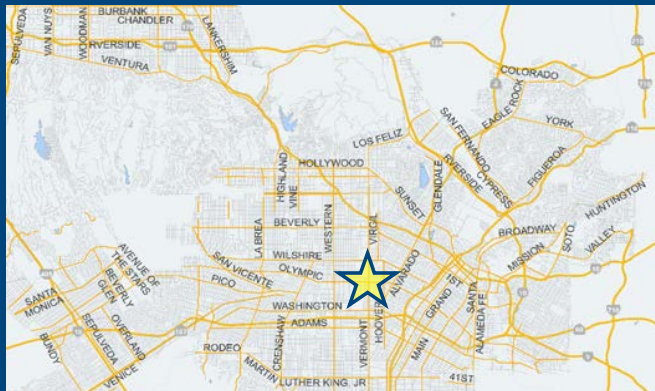 BURBANK
CHANDLER
SEPULVEDA
VAN NUYS
WOODMAN
RVERSIDE
LANKERSHIM
VENTURA
COLORADO
EAGLE ROCK
YORK
SAN FERNANDO
LOS FELIZ
RVERSIDE
CYPRESS
FIGUEROA
HOLLYWOOD
HIGHLAND
VINE
SUNSET
GLENDALE
HUNTINGTON
LA BREA
BEVERLY
WESTERN
VIRGIL
BROADWAY
SOTO
VALLEY
MISSION
WILSHIRE
SAN VICENTE
OLYMPIC
PICO
ALVARADO
AVENUE OF
THE STARS
BEVERLY
GLEN
SANTA
MONICA
SEPULVEDA
OVERLAND
BUNDY
VENICE
WASHINGTON
ADAMS
CRENSHAW
VERMONT
HOOVER
1ST
GRAND
MAIN
SANTA
FE
ALAMEDA
RODEO
MARTIN
LUTHER KING, JR
41ST